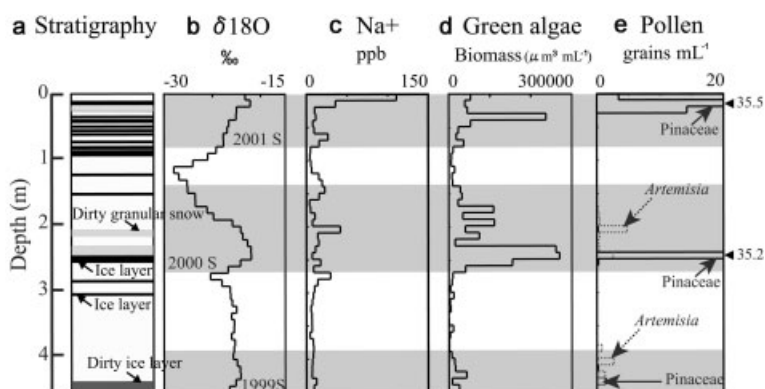 a Stratigraphy b δ18O c Na+ d Green algae e Pollen
‰ ppb Biomass (μm³ mL⁻¹) grains mL⁻¹
-30 -15 0 150 0 300000 0 20
0
1
2
3
4
Depth (m)
35.5
Pinaceae
2001 S
Artemisia
Dirty granular snow
35.2
2000 S
Ice layer
Pinaceae
Ice layer
Artemisia
Dirty ice layer
Pinaceae
1999S